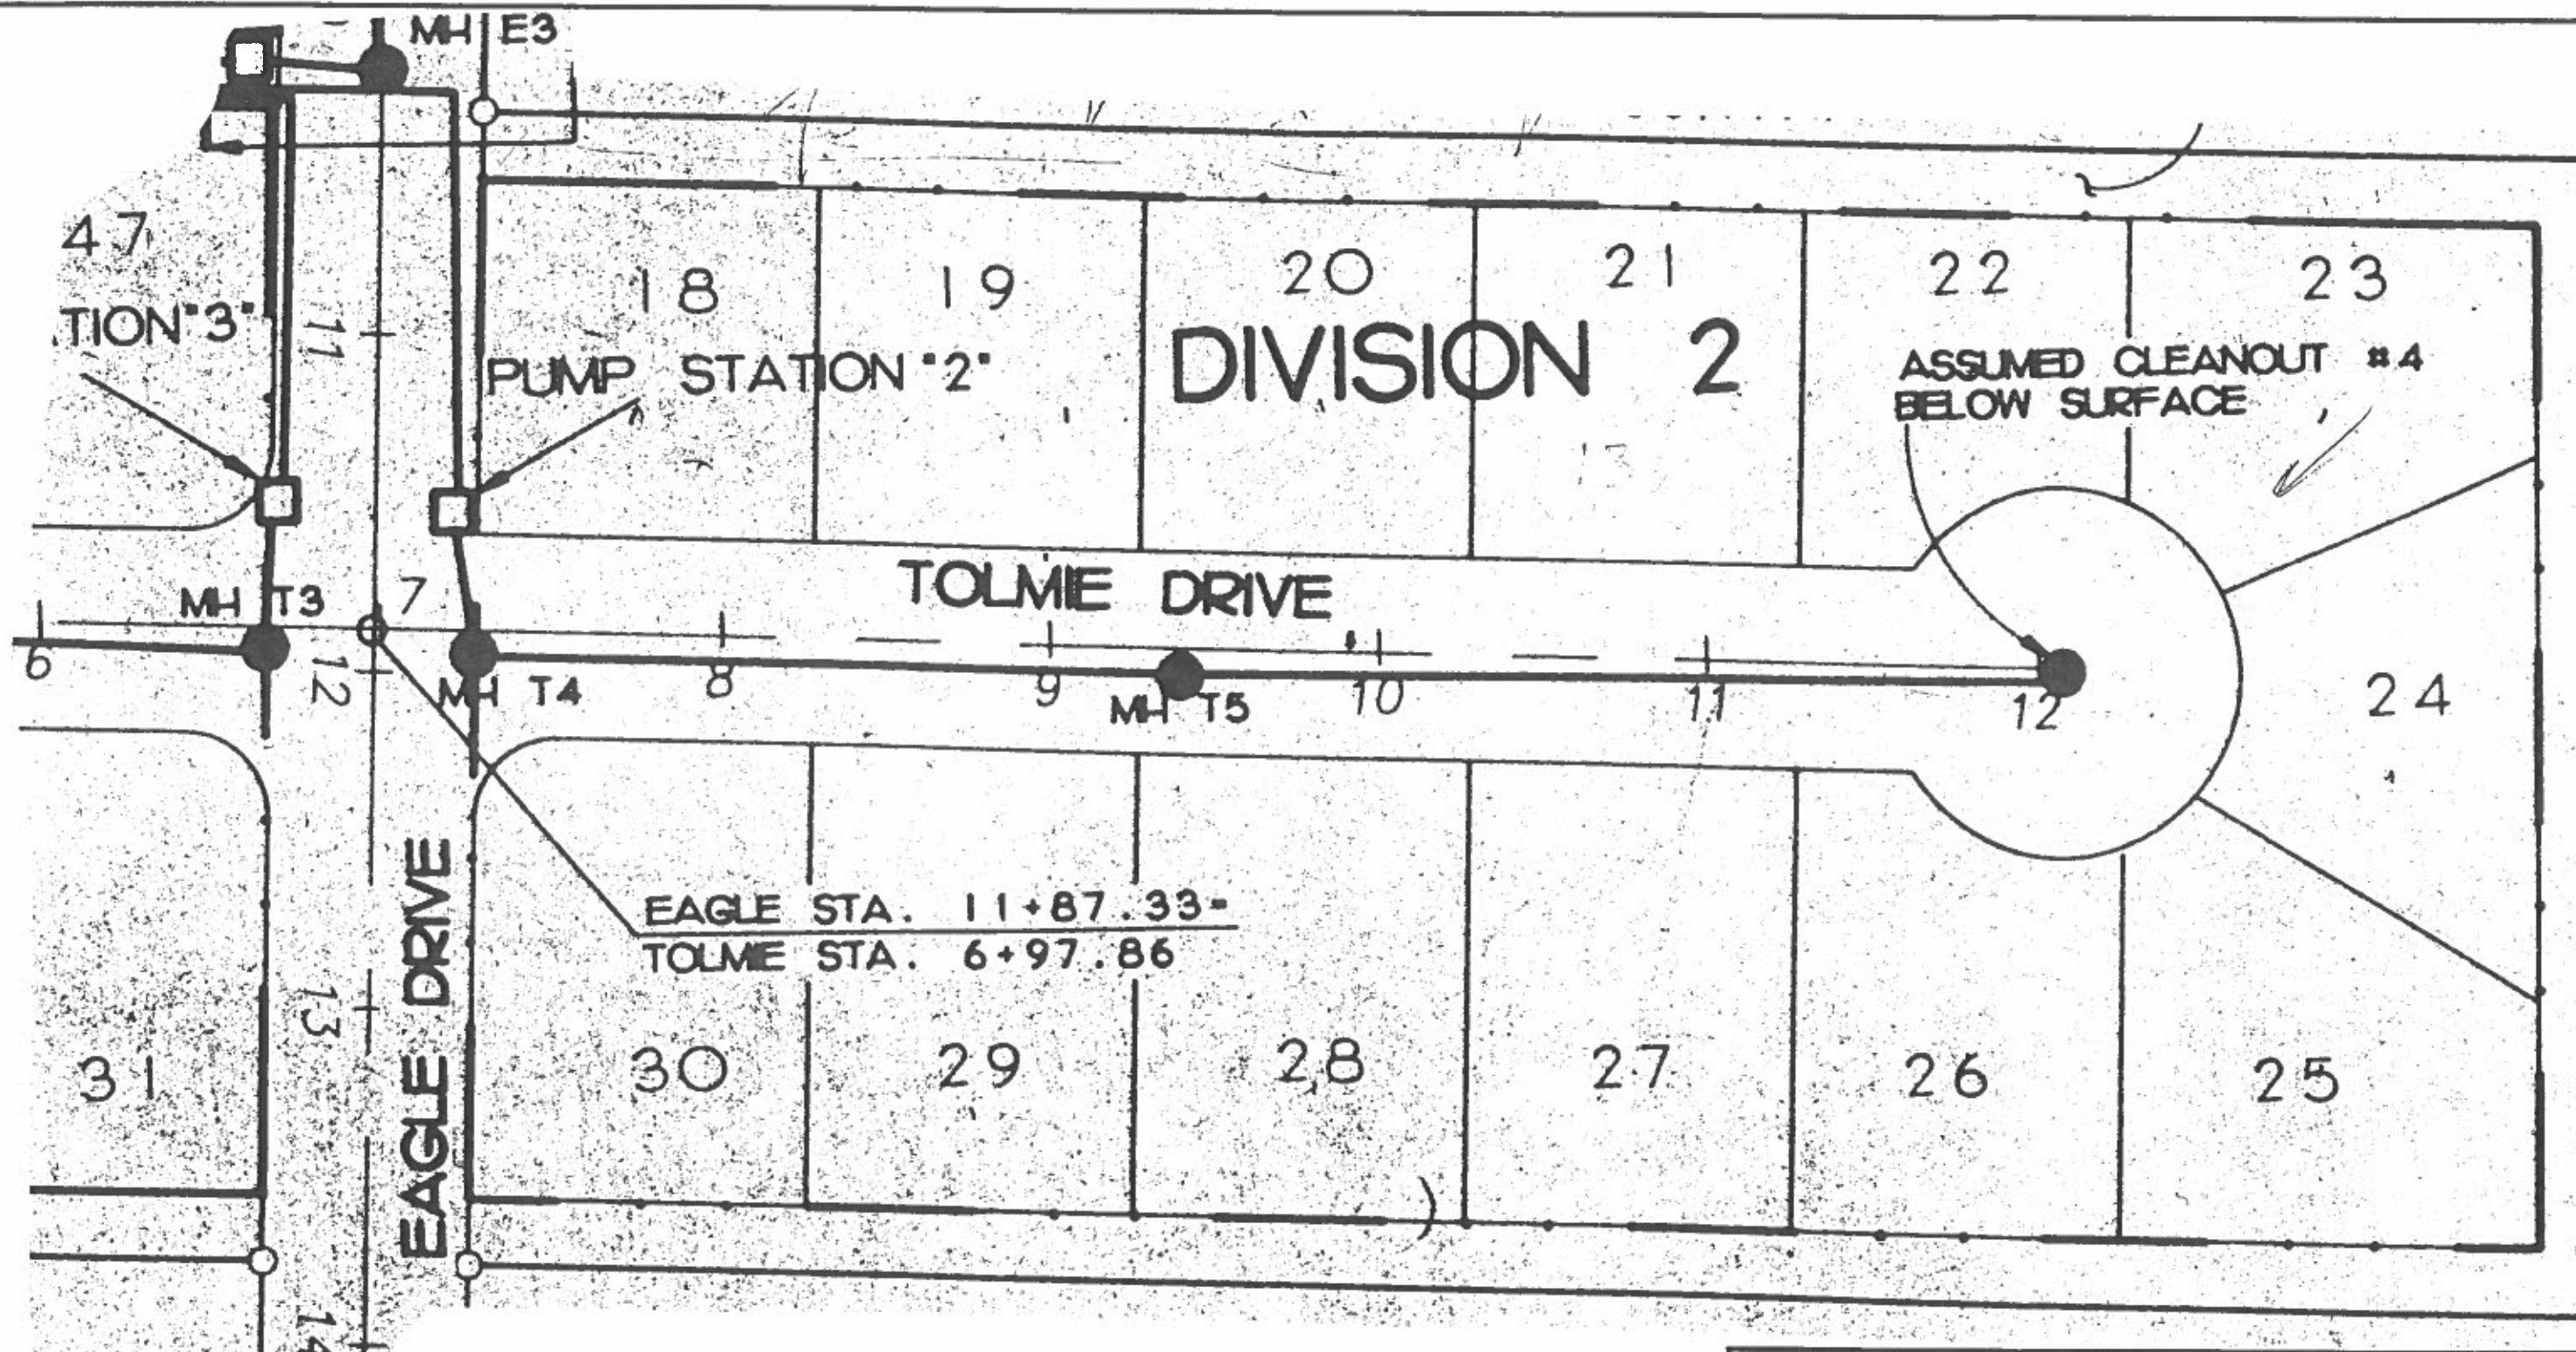 MH E3
47
18
19
20
21
22
23
TION "3"
11
PUMP STATION "2"
DIVISION 2
ASSUMED CLEANOUT #4
BELOW SURFACE
TOLMIE DRIVE
MH T3
7
6
12
MH T4
8
9
MH T5
10
11
12
24
EAGLE DRIVE
EAGLE STA. 11+87.33=
TOLMIE STA. 6+97.86
13
31
30
29
28
27
26
25
14